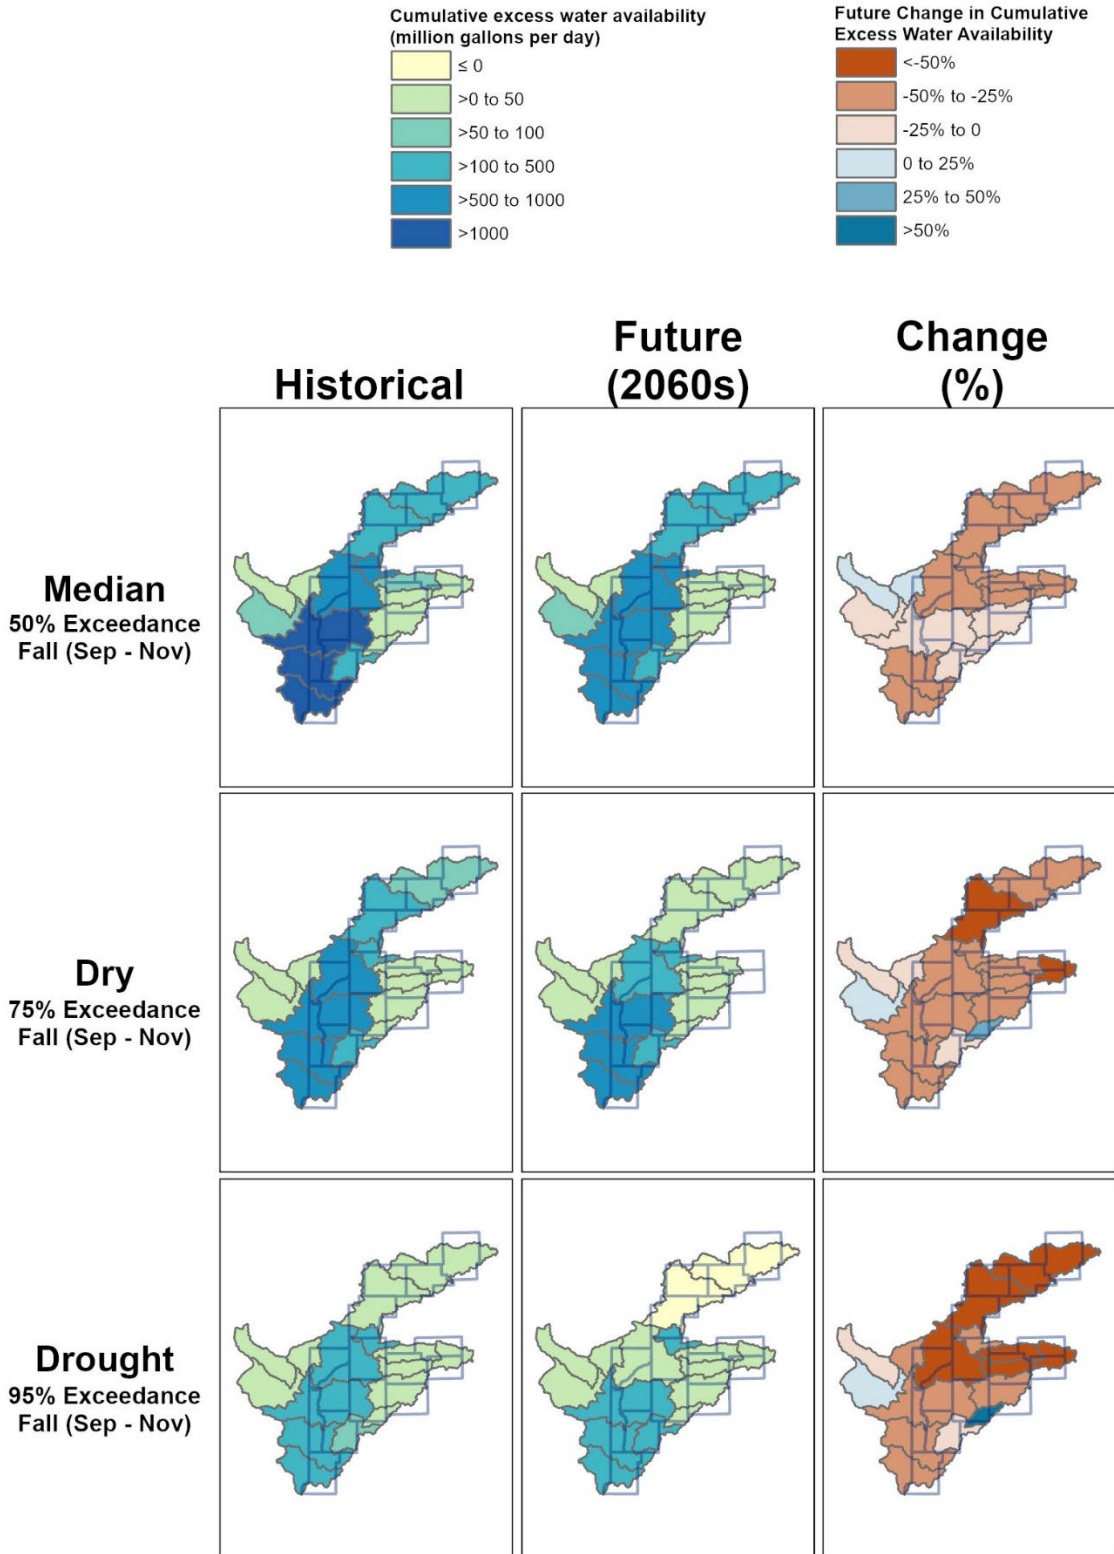 Cumulative excess water availability
(million gallons per day)
≤ 0
>0 to 50
>50 to 100
>100 to 500
>500 to 1000
>1000
Future Change in Cumulative
Excess Water Availability
<-50%
-50% to -25%
-25% to 0
0 to 25%
25% to 50%
>50%
Historical
Future
(2060s)
Change
(%)
Median
50% Exceedance
Fall (Sep - Nov)
Dry
75% Exceedance
Fall (Sep - Nov)
Drought
95% Exceedance
Fall (Sep - Nov)